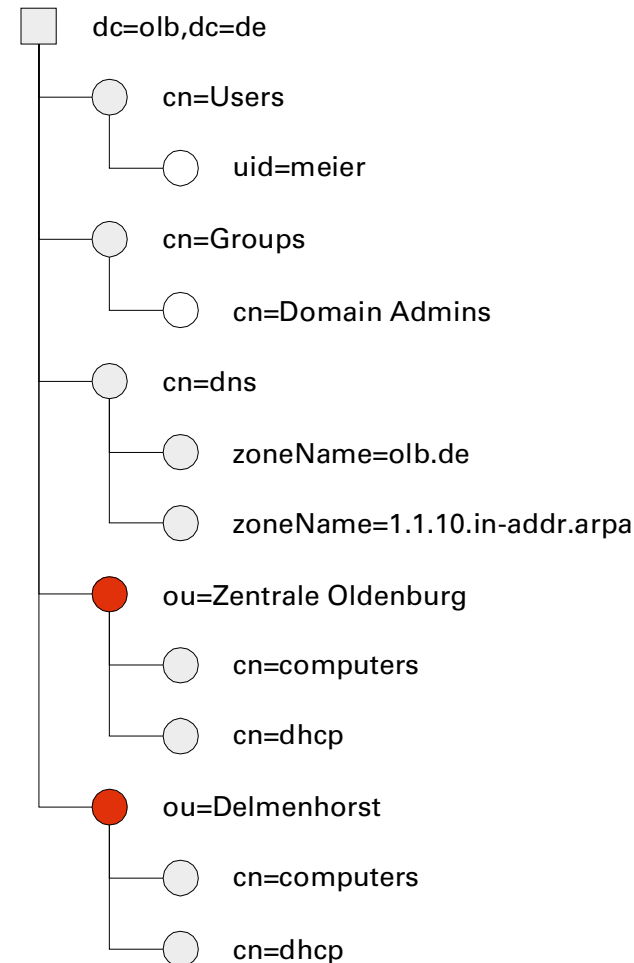 dc=olb,dc=de
cn=Users
uid=meier
cn=Groups
cn=Domain Admins
cn=dns
zoneName=olb.de
zoneName=1.1.10.in-addr.arpa
ou=Zentrale Oldenburg
cn=computers
cn=dhcp
ou=Delmenhorst
cn=computers
cn=dhcp